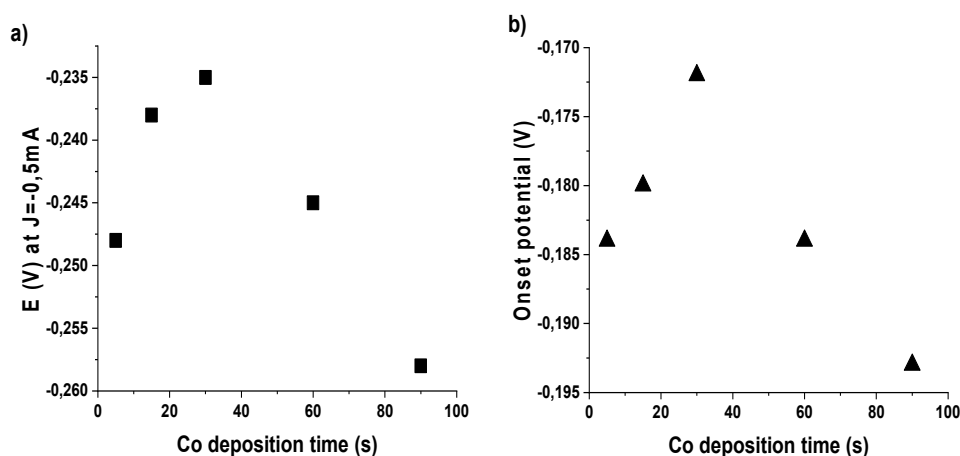 a)
-0,235
-0,240
-0,245
-0,250
-0,255
-0,260
E (V) at J=-0,5mA
0 20 40 60 80 100
Co deposition time (s)
b)
-0,170
-0,175
-0,180
-0,185
-0,190
-0,195
Onset potential (V)
0 20 40 60 80 100
Co deposition time (s)